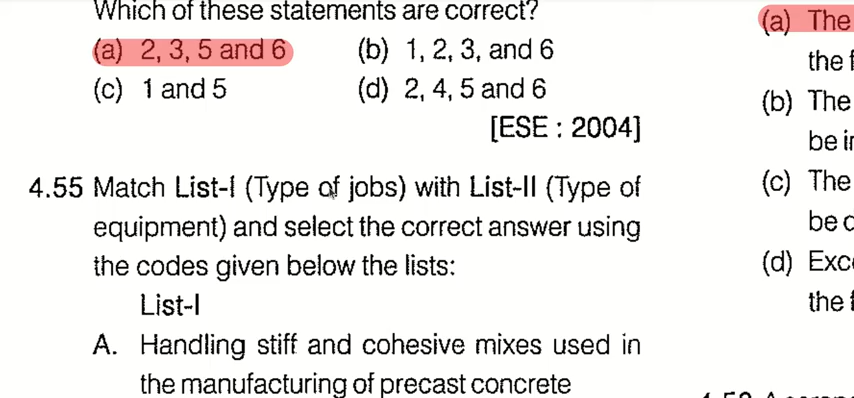 Which of these statements are correct?
(a) 2, 3, 5 and 6 (b) 1, 2, 3, and 6
(c) 1 and 5 (d) 2, 4, 5 and 6
[ESE : 2004]
4.55 Match List-I (Type of jobs) with List-II (Type of
equipment) and select the correct answer using
the codes given below the lists:
List-I
A. Handling stiff and cohesive mixes used in
the manufacturing of precast concrete
(a) The
the
(b) The
be
(c) The
be
(d)
the